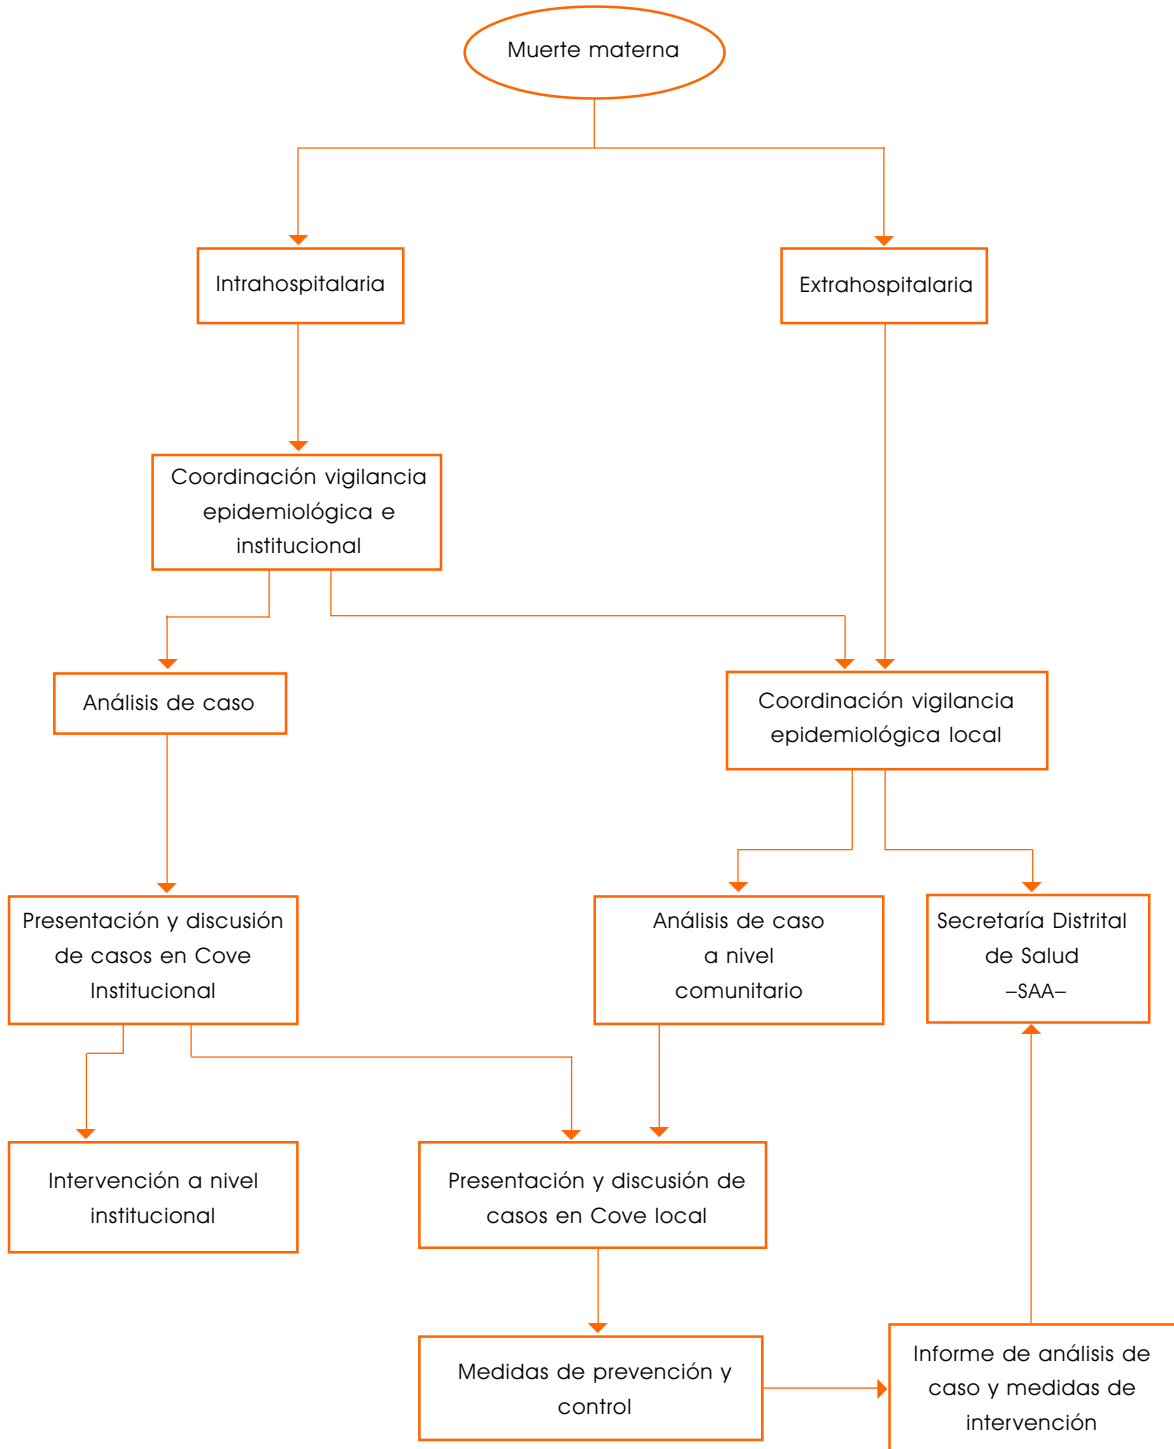 Muerte materna
Intrahospitalaria
Extrahospitalaria
Coordinación vigilancia
epidemiológica e
institucional
Análisis de caso
Coordinación vigilancia
epidemiológica local
Presentación y discusión
de casos en Cove
Institucional
Análisis de caso
a nivel
comunitario
Secretaría Distrital
de Salud
–SAA–
Intervención a nivel
institucional
Presentación y discusión de
casos en Cove local
Medidas de prevención y
control
Informe de análisis de
caso y medidas de
intervención